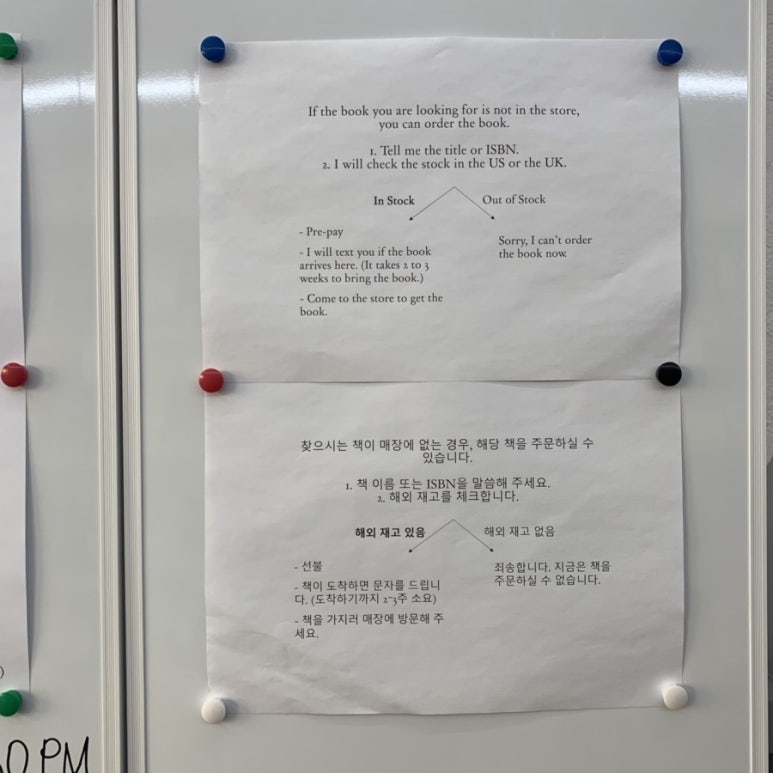 If the book you are looking for is not in the store,
you can order the book.
1. Tell me the title or ISBN.
2. I will check the stock in the US or the UK.
In Stock
Out of Stock
- Pre-pay
- I will text you if the book
arrives here. (It takes 2 to 3
weeks to bring the book.)
- Come to the store to get the
book.
Sorry, I can't order
the book now.
찾으시는 책이 매장에 없는 경우, 해당 책을 주문하실 수
있습니다.
1. 책 이름 또는 ISBN을 말씀해 주세요.
2. 해외 재고를 체크합니다.
해외 재고 있음
해외 재고 없음
- 선불
- 책이 도착하면 문자를 드립니
다. (도착하기까지 2-3주 소요)
- 책을 가지러 매장에 방문해 주
세요.
죄송합니다. 지금은 책을
주문하실 수 없습니다.
0 PM